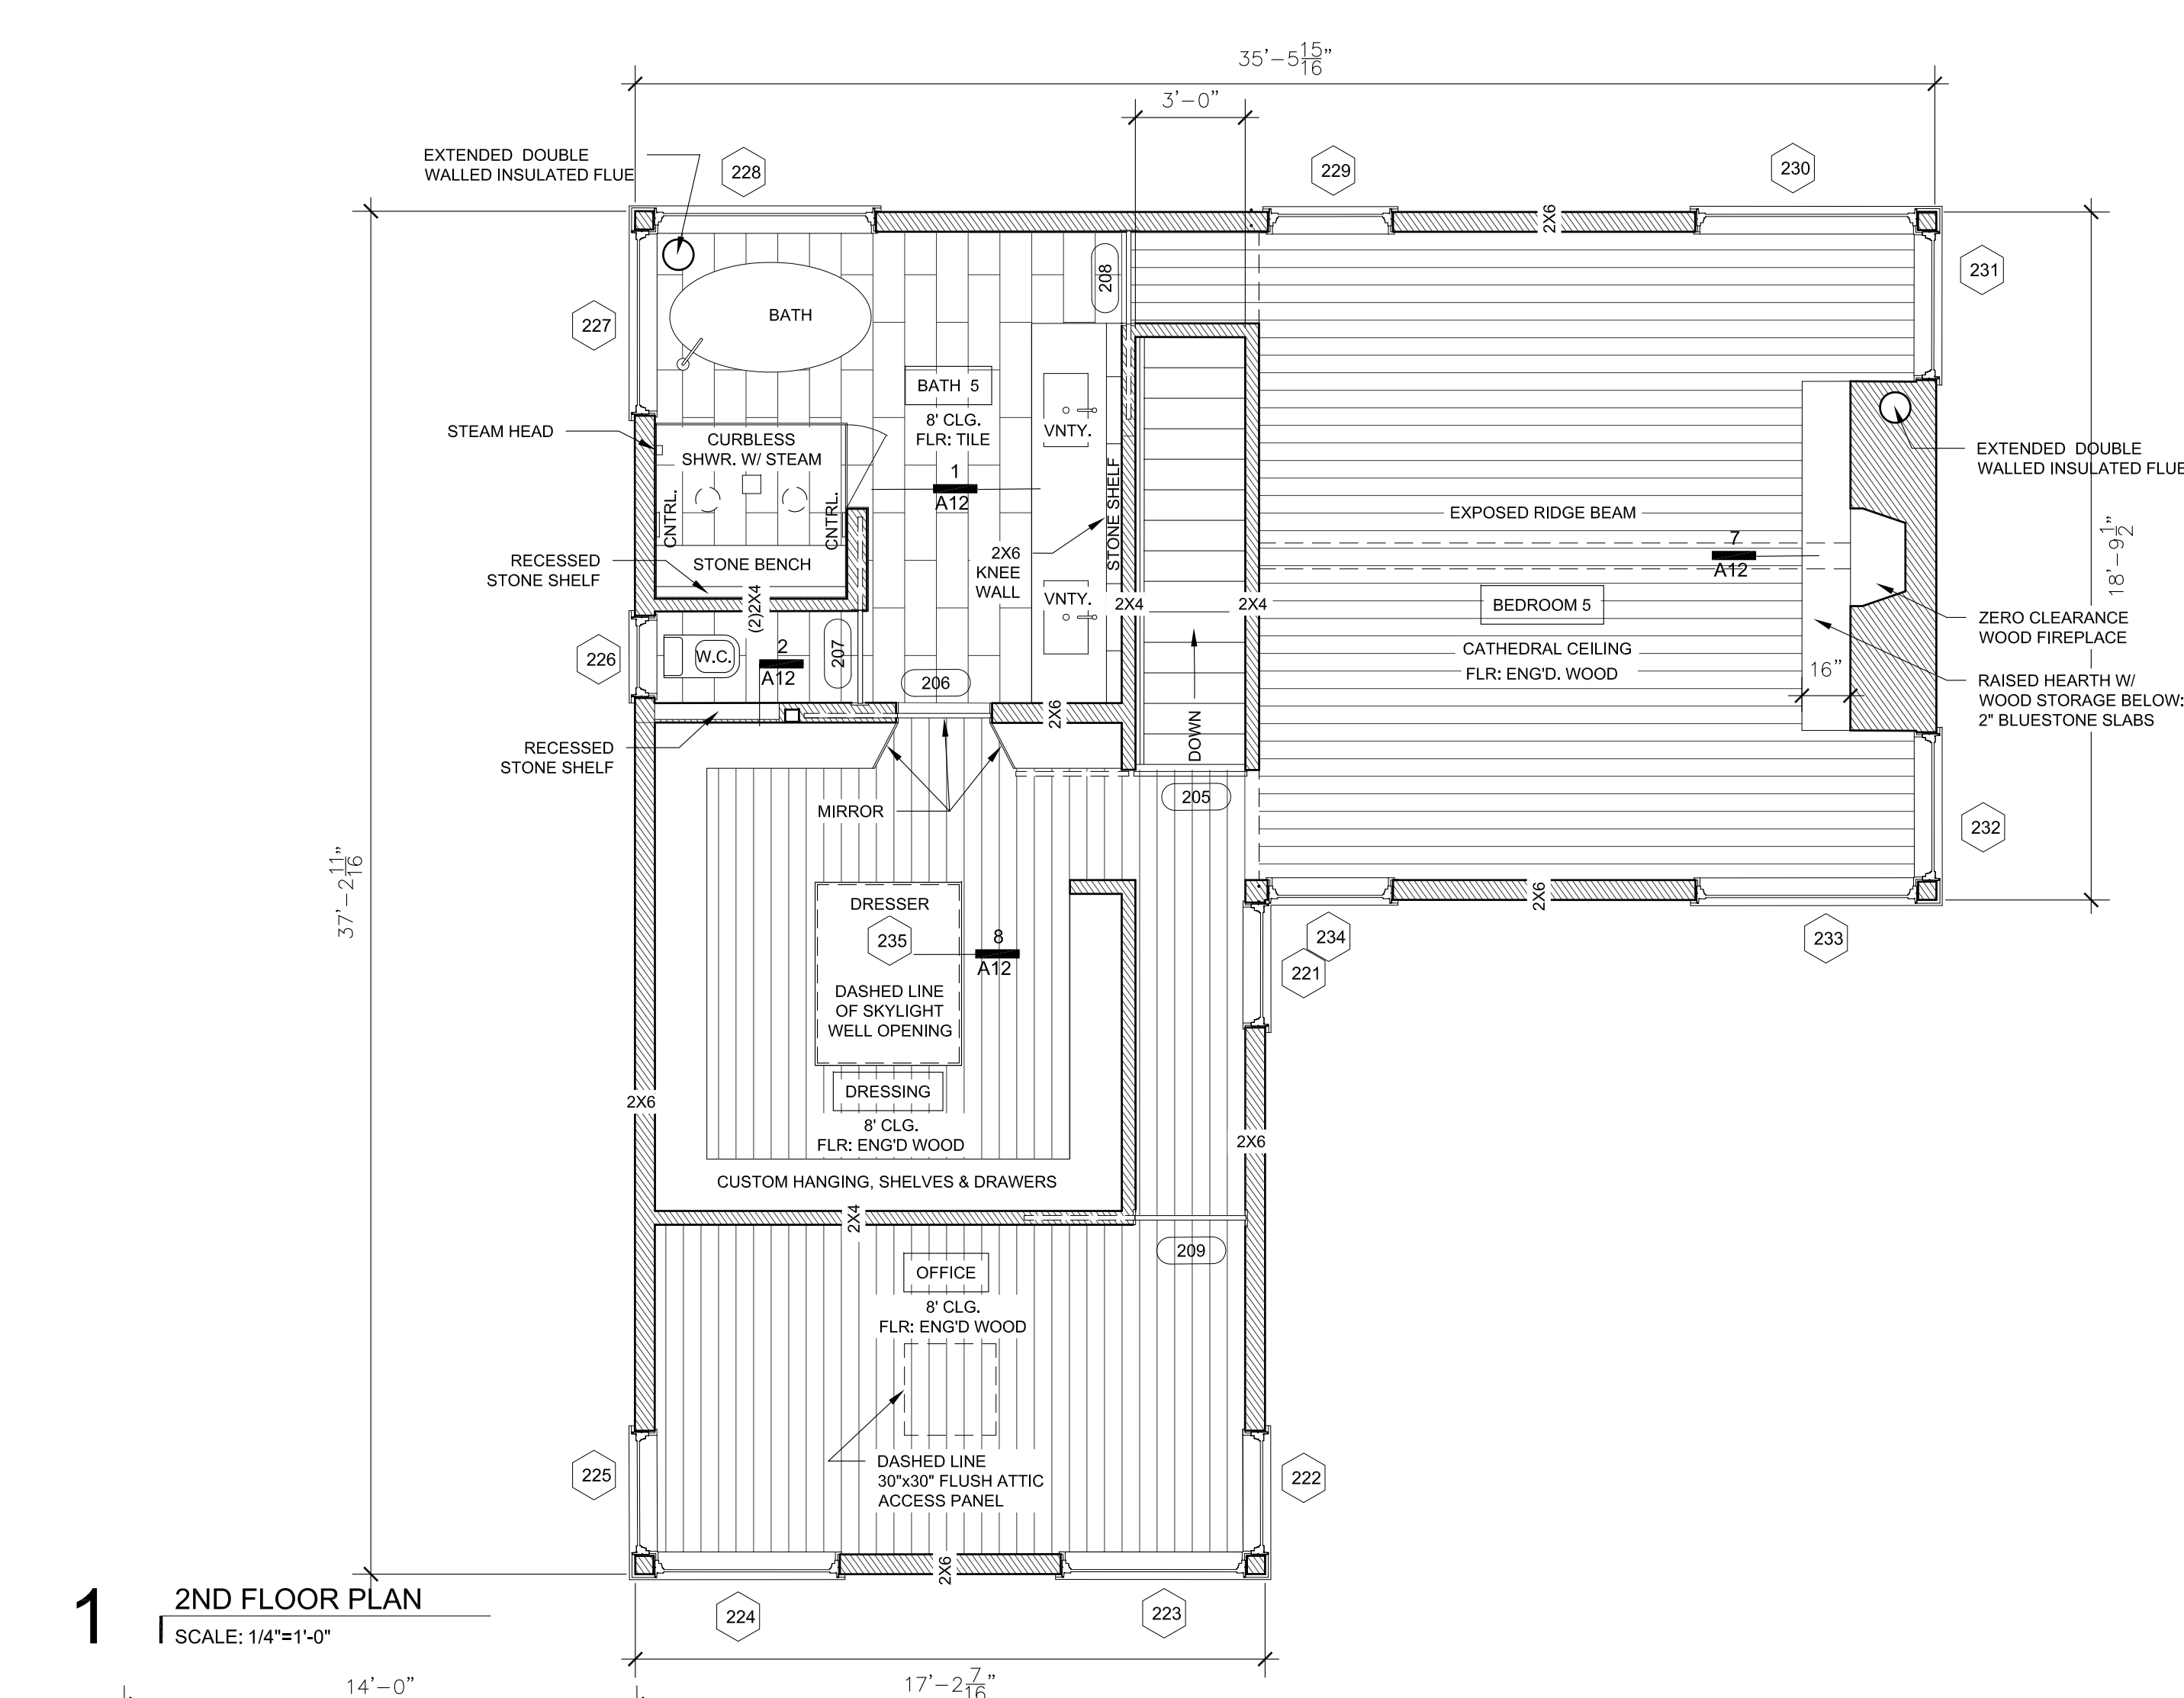 35'-5 15/16"
3'-0"
EXTENDED DOUBLE
WALLED INSULATED FLUE
228
229
230
2X6
231
208
227
BATH
BATH 5
8' CLG.
FLR: TILE
1
A12
VNTY.
STEAM HEAD
CURBLESS
SHWR. W/ STEAM
CNTRL.
CNTRL.
STONE SHELF
EXTENDED DOUBLE
WALLED INSULATED FLUE
EXPOSED RIDGE BEAM
7
A12
18'-9 1/2"
RECESSED
STONE SHELF
STONE BENCH
(2)2X4
2X6
KNEE
WALL
VNTY.
2X4
2X4
BEDROOM 5
CATHEDRAL CEILING
FLR: ENG'D. WOOD
16"
ZERO CLEARANCE
WOOD FIREPLACE
RAISED HEARTH W/
WOOD STORAGE BELOW:
2" BLUESTONE SLABS
226
W.C.
2
A12
207
206
2X6
DOWN
RECESSED
STONE SHELF
MIRROR
205
232
37'-2 11/16"
DRESSER
235
8
A12
2X6
234
233
221
DASHED LINE
OF SKYLIGHT
WELL OPENING
DRESSING
8' CLG.
FLR: ENG'D WOOD
2X6
2X6
CUSTOM HANGING, SHELVES & DRAWERS
2X4
209
OFFICE
8' CLG.
FLR: ENG'D WOOD
DASHED LINE
30"x30" FLUSH ATTIC
ACCESS PANEL
225
222
2X6
224
223
1
2ND FLOOR PLAN
SCALE: 1/4"=1'-0"
14'-0"
17'-2 7/16"